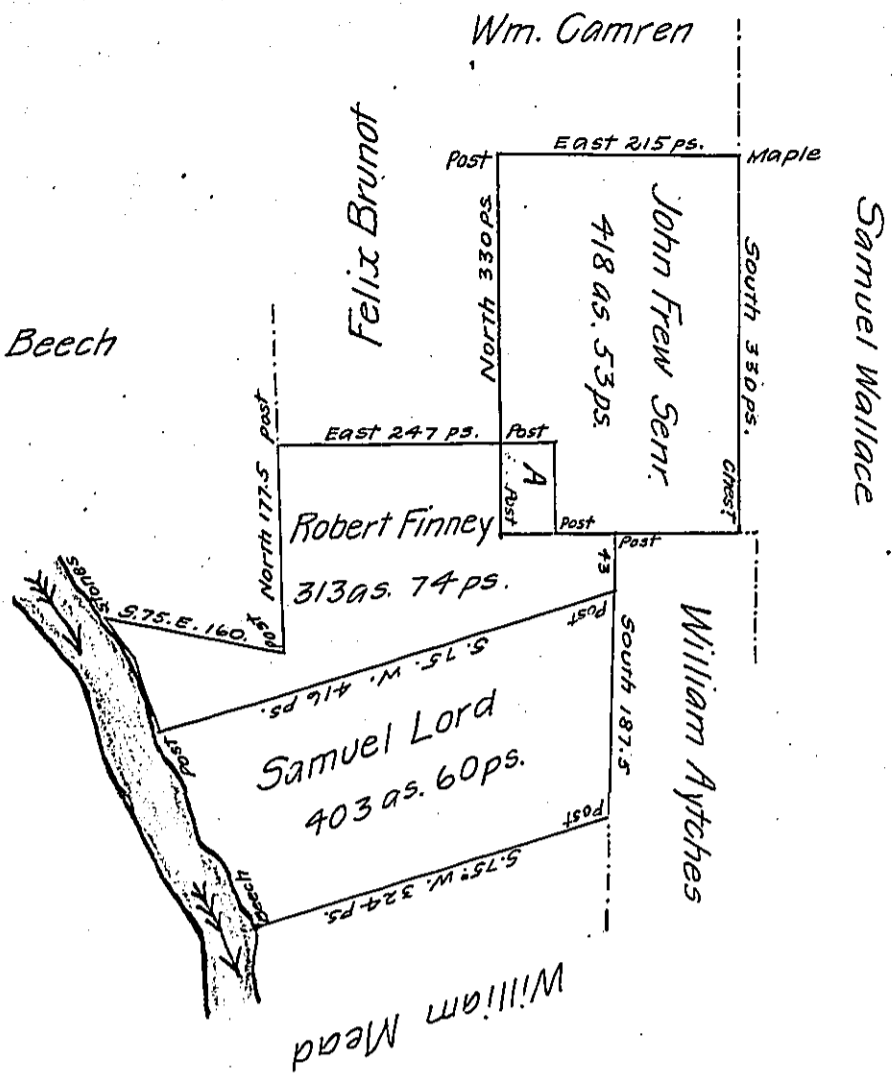 Wm. Camren
Felix Brunot
East 215 ps.
Post
Maple
Samuel Wallace
North 330 ps.
John Frew Senr.
418 as. 53 ps.
South 330 ps.
Chest
Beech
Post
East 247 ps.
Post
A
Post
Post
Post
North 177.5
Robert Finney
313 as. 74 ps.
43
Post
Stones
S. 75. E. 160.
Post
S. 75. W. 416 ps.
South 187.5
William Aytches
Post
Samuel Lord
403 as. 60 ps.
Post
Beech
S. 75° W. 324 ps.
William Mead